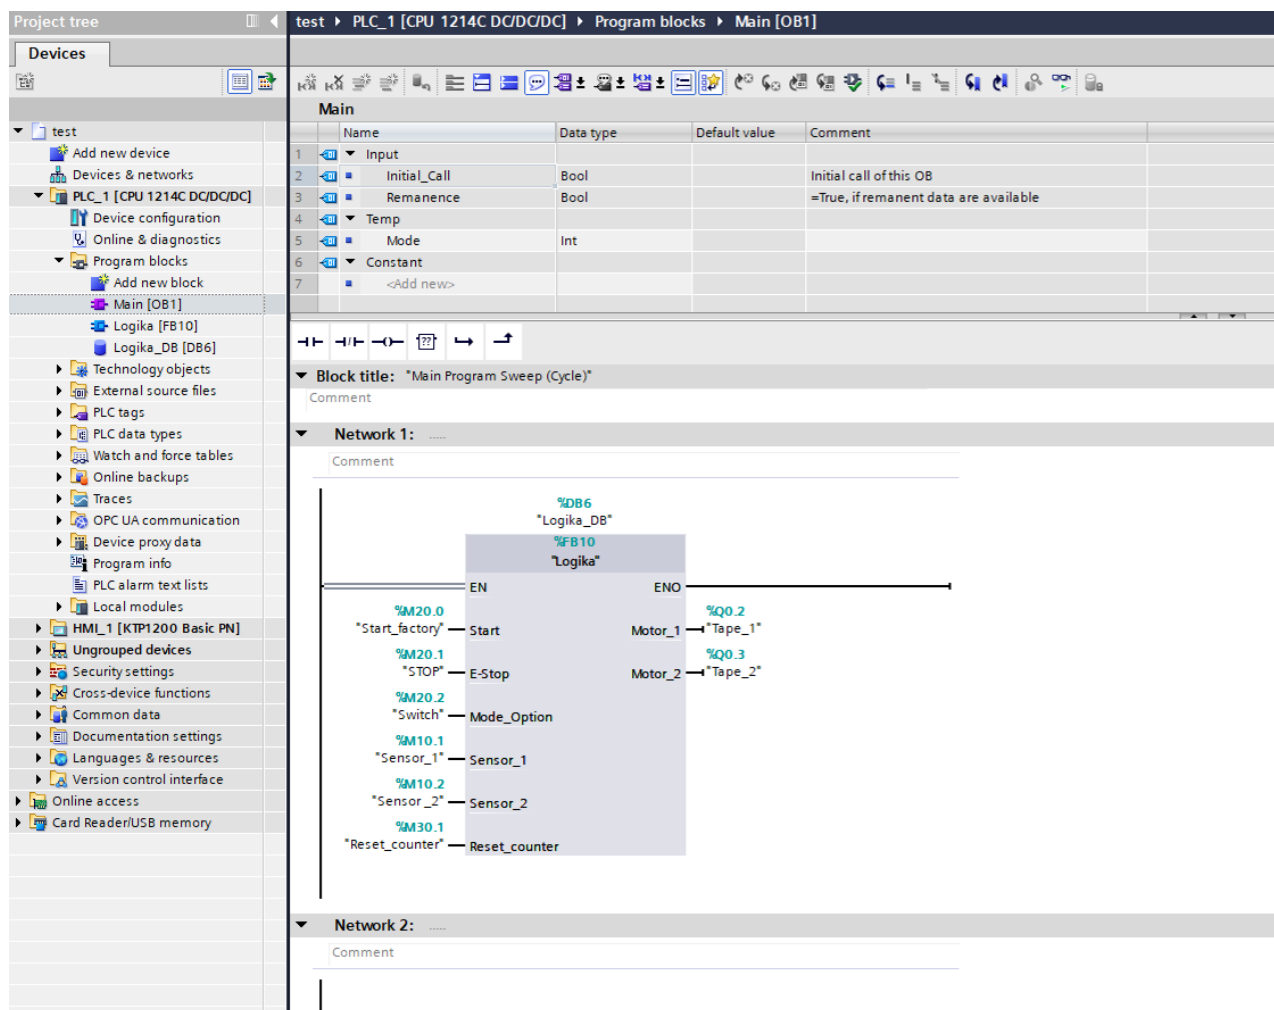 Project tree
test ▸ PLC_1 [CPU 1214C DC/DC/DC] ▸ Program blocks ▸ Main [OB1]
Devices
Main
Name Data type Default value Comment
1 Input
2 Initial_Call Bool Initial call of this OB
3 Remanence Bool =True, if remanent data are available
4 Temp
5 Mode Int
6 Constant
7 <Add new>
test
Add new device
Devices & networks
PLC_1 [CPU 1214C DC/DC/DC]
Device configuration
Online & diagnostics
Program blocks
Add new block
Main [OB1]
Logika [FB10]
Logika_DB [DB6]
Technology objects
External source files
PLC tags
PLC data types
Watch and force tables
Online backups
Traces
OPC UA communication
Device proxy data
Program info
PLC alarm text lists
Local modules
HMI_1 [KTP1200 Basic PN]
Ungrouped devices
Security settings
Cross-device functions
Common data
Documentation settings
Languages & resources
Version control interface
Online access
Card Reader/USB memory
??
Block title: "Main Program Sweep (Cycle)"
Comment
Network 1: .....
Comment
%DB6
"Logika_DB"
%FB10
"Logika"
EN ENO
%M20.0 %Q0.2
"Start_factory" Start Motor_1 "Tape_1"
%M20.1 %Q0.3
"STOP" E-Stop Motor_2 "Tape_2"
%M20.2
"Switch" Mode_Option
%M10.1
"Sensor_1" Sensor_1
%M10.2
"Sensor _2" Sensor_2
%M30.1
"Reset_counter" Reset_counter
Network 2: .....
Comment